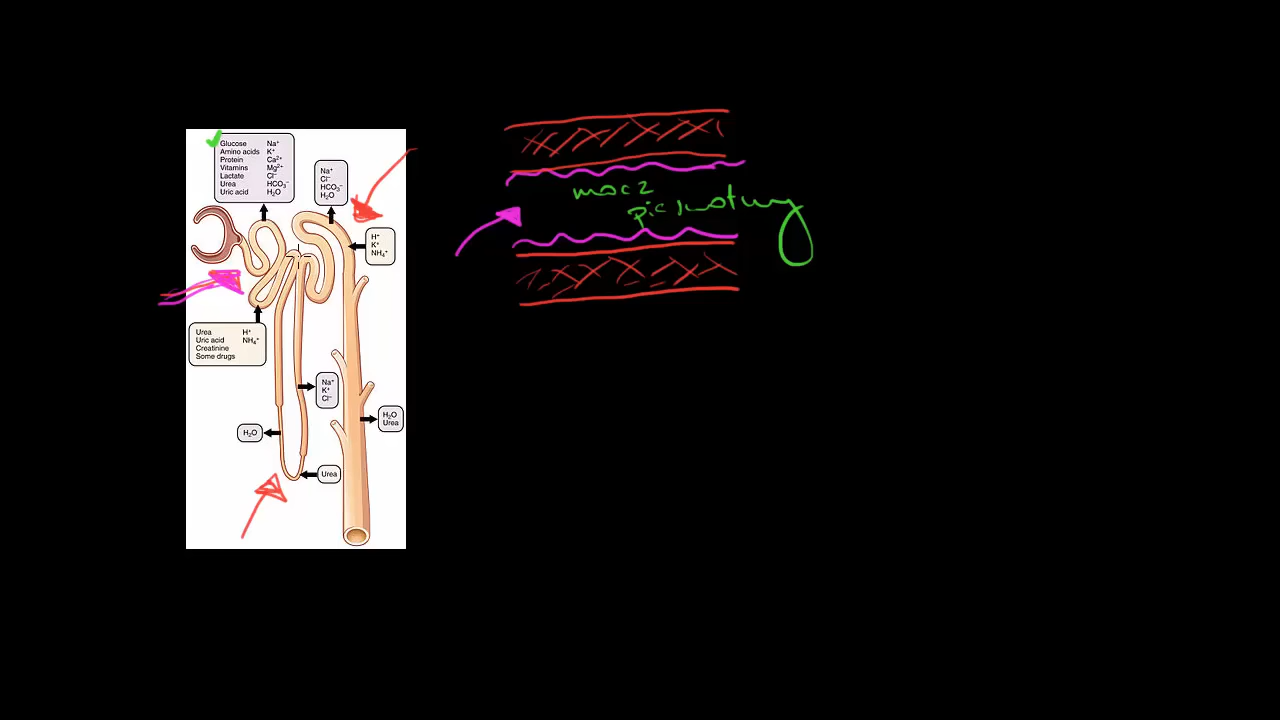 Glucose Na⁺
Amino acids K⁺
Protein Ca²⁺
Vitamins Mg²⁺
Lactate Cl⁻
Urea HCO₃⁻
Uric acid H₂O
Na⁺
Cl⁻
HCO₃⁻
H₂O
H⁺
K⁺
NH₄⁺
mocz
pierwotny
Urea H⁺
Uric acid NH₄⁺
Creatinine
Some drugs
Na⁺
K⁺
Cl⁻
H₂O
Urea
H₂O
Urea